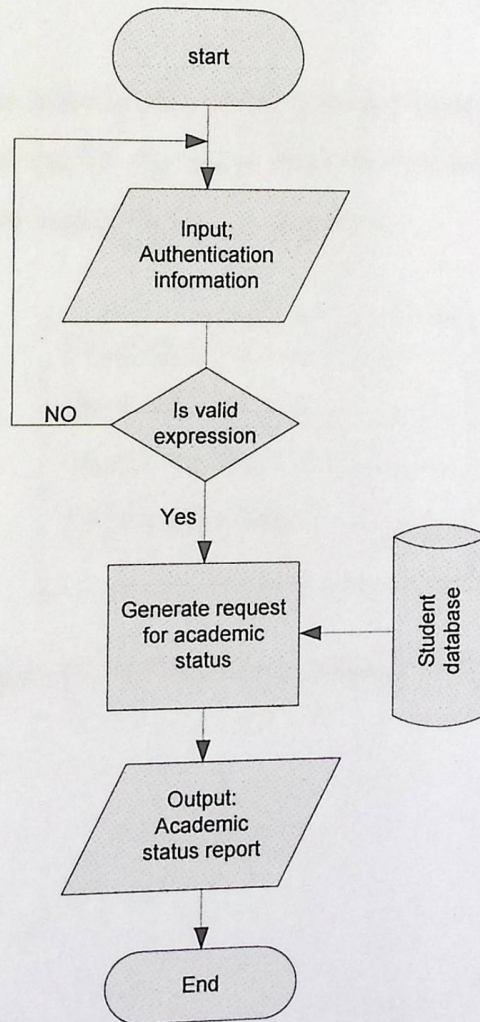 start
Input;
Authentication
information
Is valid
expression
NO
Yes
Generate request
for academic
status
Student
database
Output:
Academic
status report
End